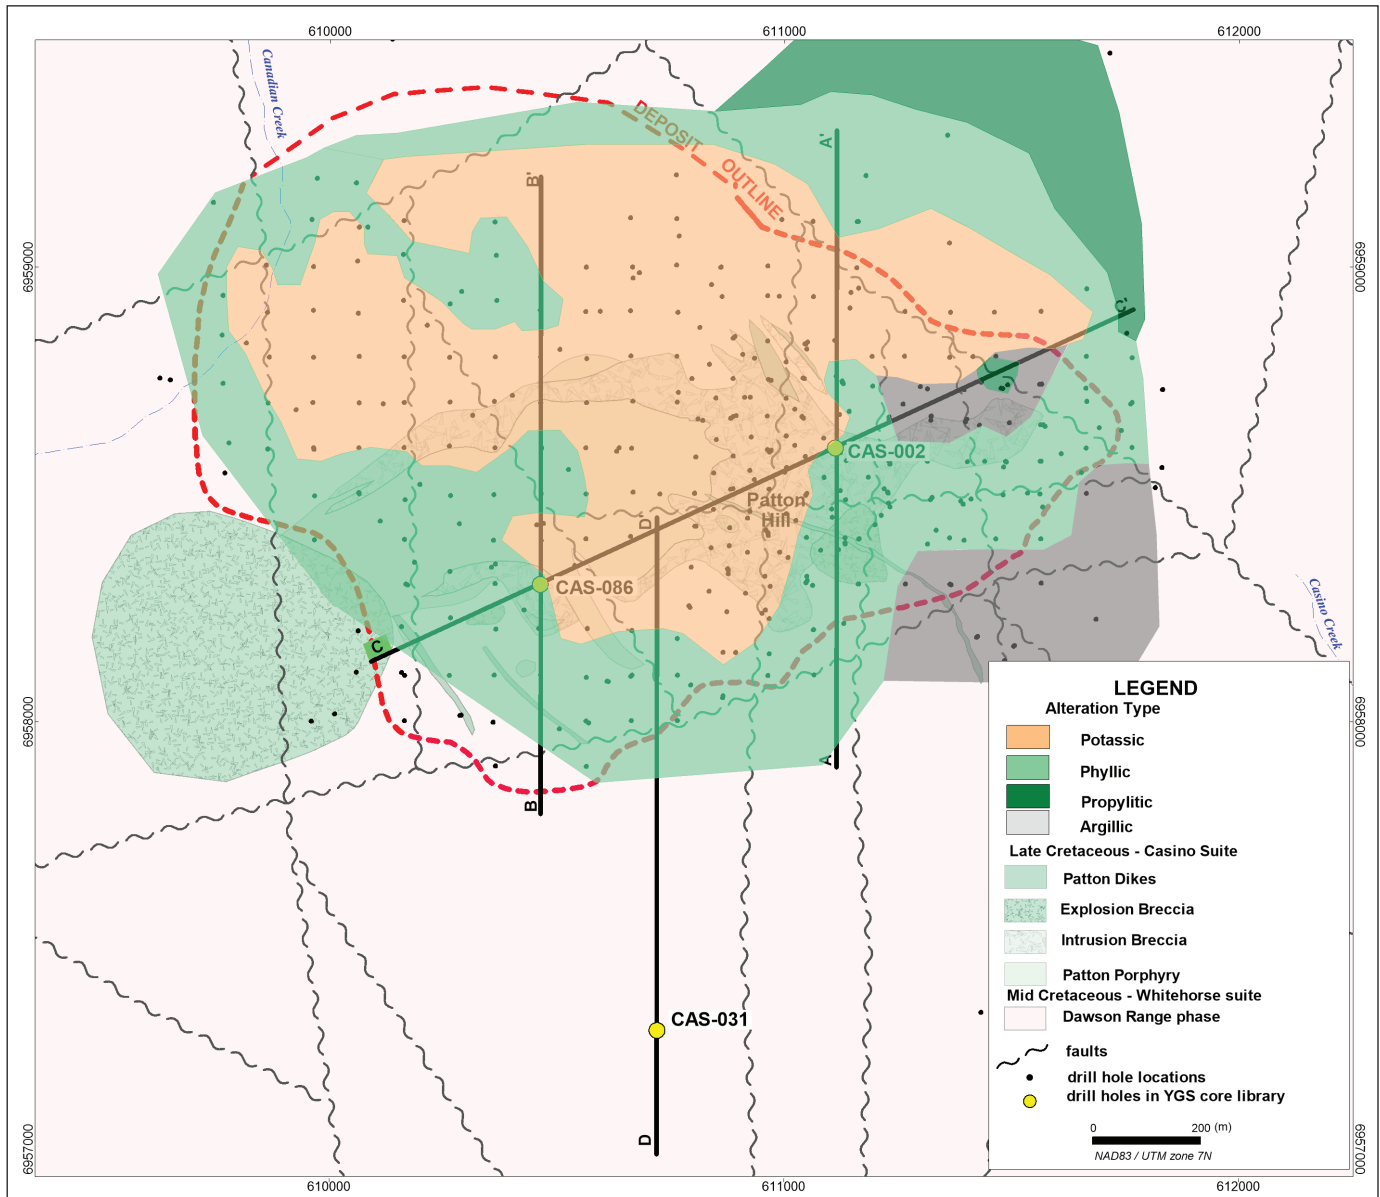 610000
611000
612000
Canadian Creek
DEPOSIT
OUTLINE
A'
B'
6959000
6959000
C'
CAS-002
Patton
Hill
D
CAS-086
C
Casino Creek
6958000
6958000
A
B
CAS-031
D
6957000
6957000
610000
611000
612000
LEGEND
Alteration Type
Potassic
Phyllic
Propylitic
Argillic
Late Cretaceous - Casino Suite
Patton Dikes
Explosion Breccia
Intrusion Breccia
Patton Porphyry
Mid Cretaceous - Whitehorse suite
Dawson Range phase
faults
drill hole locations
drill holes in YGS core library
0 200 (m)
NAD83 / UTM zone 7N